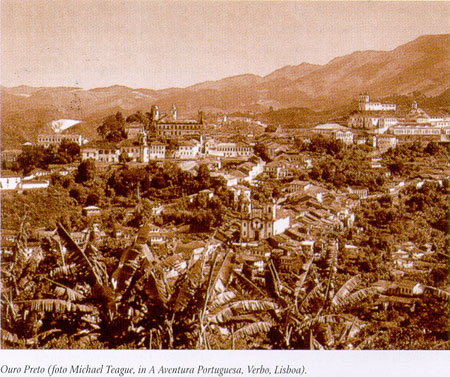 Ouro Preto (foto Michael Teague, in A Aventura Portuguesa, Verbo, Lisboa).